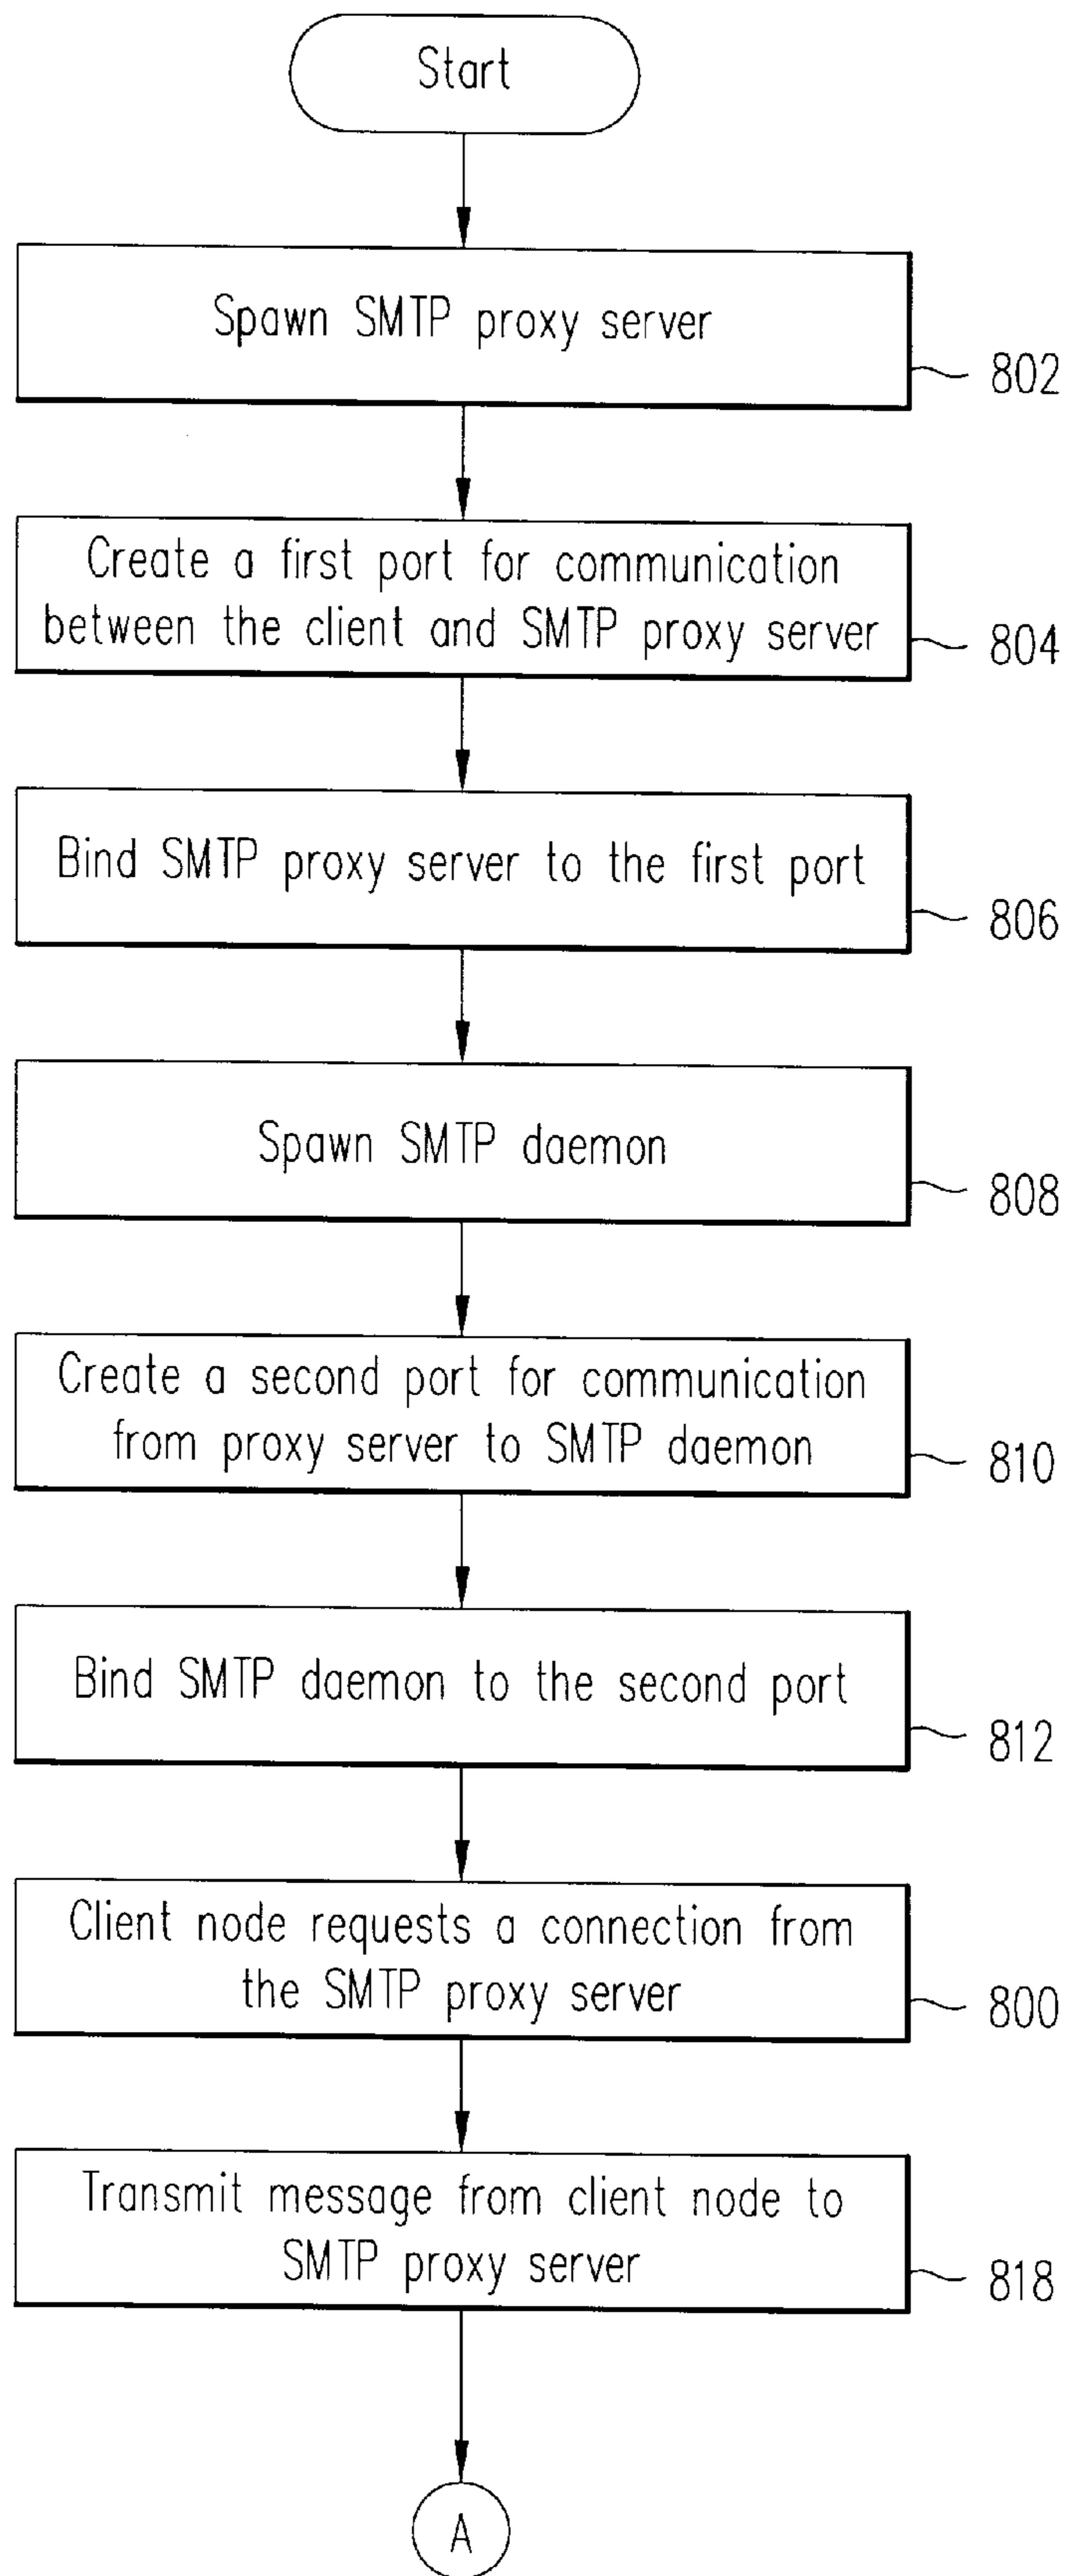 Start
Spawn SMTP proxy server
802
Create a first port for communication
between the client and SMTP proxy server
804
Bind SMTP proxy server to the first port
806
Spawn SMTP daemon
808
Create a second port for communication
from proxy server to SMTP daemon
810
Bind SMTP daemon to the second port
812
Client node requests a connection from
the SMTP proxy server
800
Transmit message from client node to
SMTP proxy server
818
A